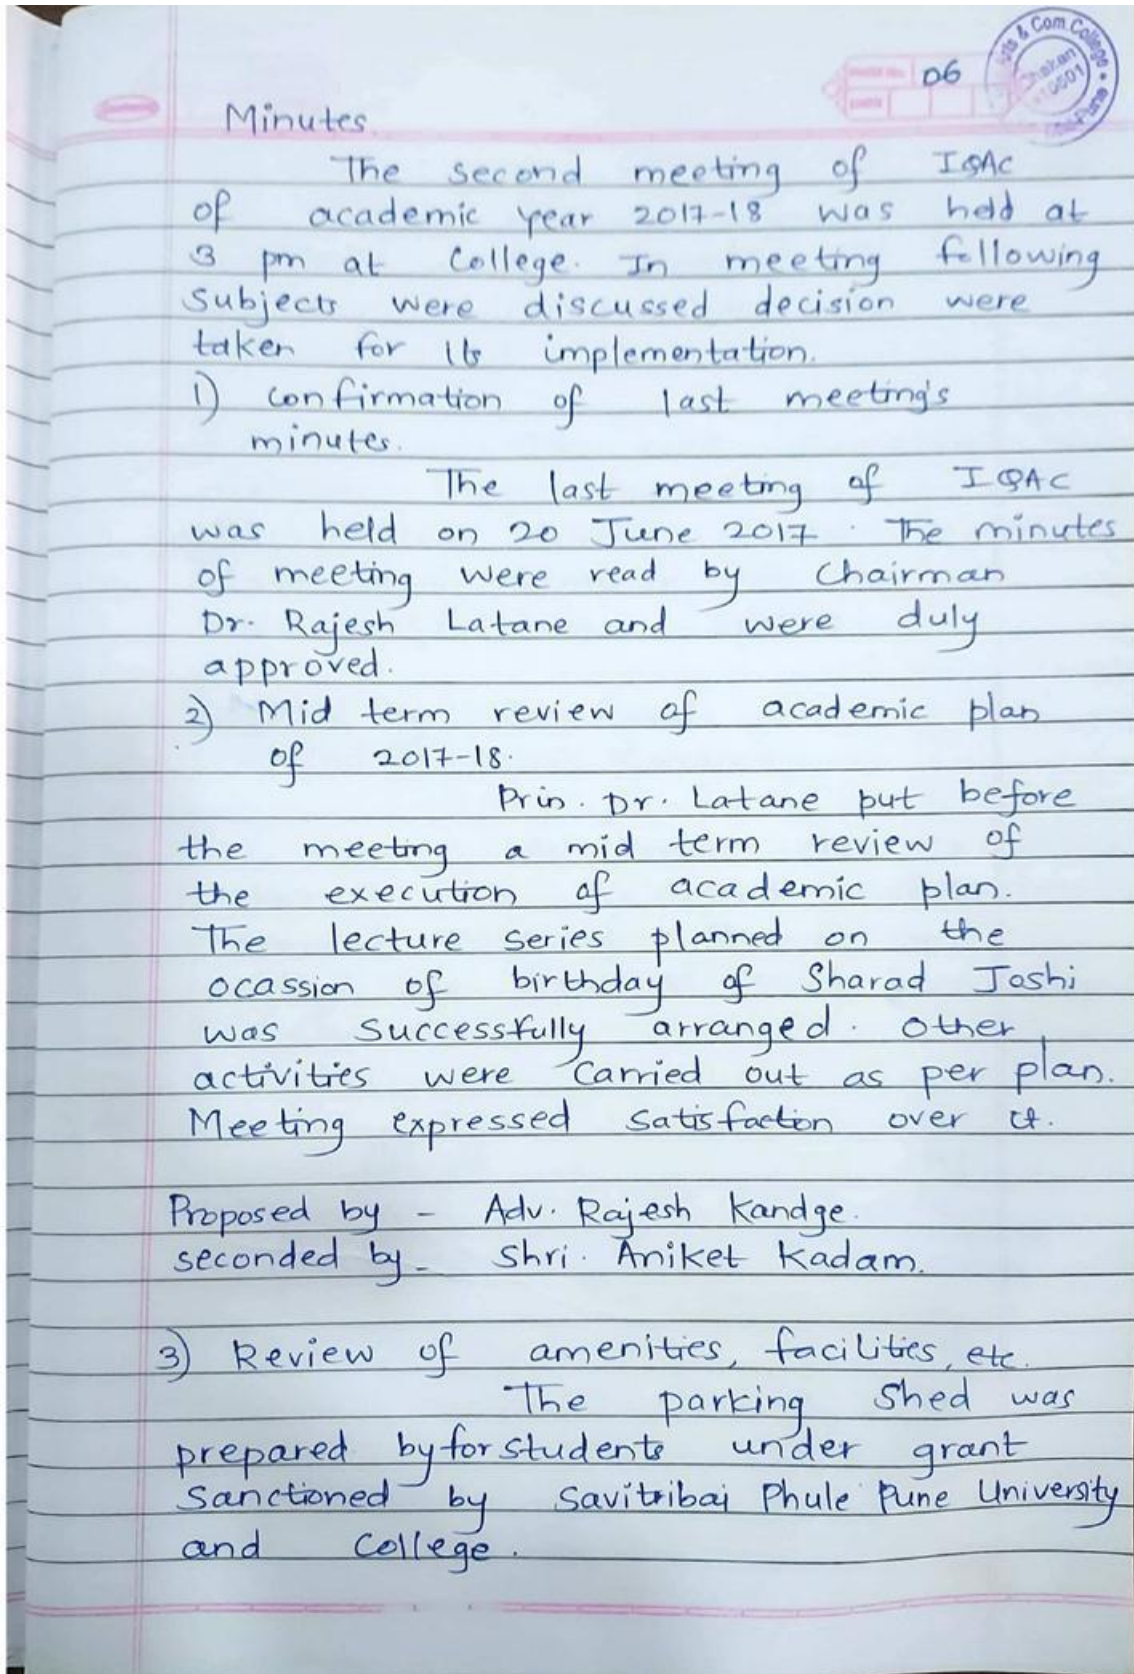 06
Arts & Com. College
Chakan
410501
Pune
Minutes.
The second meeting of IQAC
of academic year 2017-18 was held at
3 pm at College. In meeting following
Subjects were discussed decision were
taken for its implementation.
1) confirmation of last meeting's
minutes.
The last meeting of IQAC
was held on 20 June 2017. The minutes
of meeting were read by Chairman
Dr. Rajesh Latane and were duly
approved.
2) Mid term review of academic plan
of 2017-18.
Prin. Dr. Latane put before
the meeting a mid term review of
the execution of academic plan.
The lecture series planned on the
ocassion of birthday of Sharad Joshi
was successfully arranged. Other
activities were carried out as per plan.
Meeting expressed satisfaction over it.
Proposed by - Adv. Rajesh Kandge.
seconded by - Shri. Aniket Kadam.
3) Review of amenities, facilities, etc.
The parking shed was
prepared by for students under grant
Sanctioned by Savitribai Phule Pune University
and College.